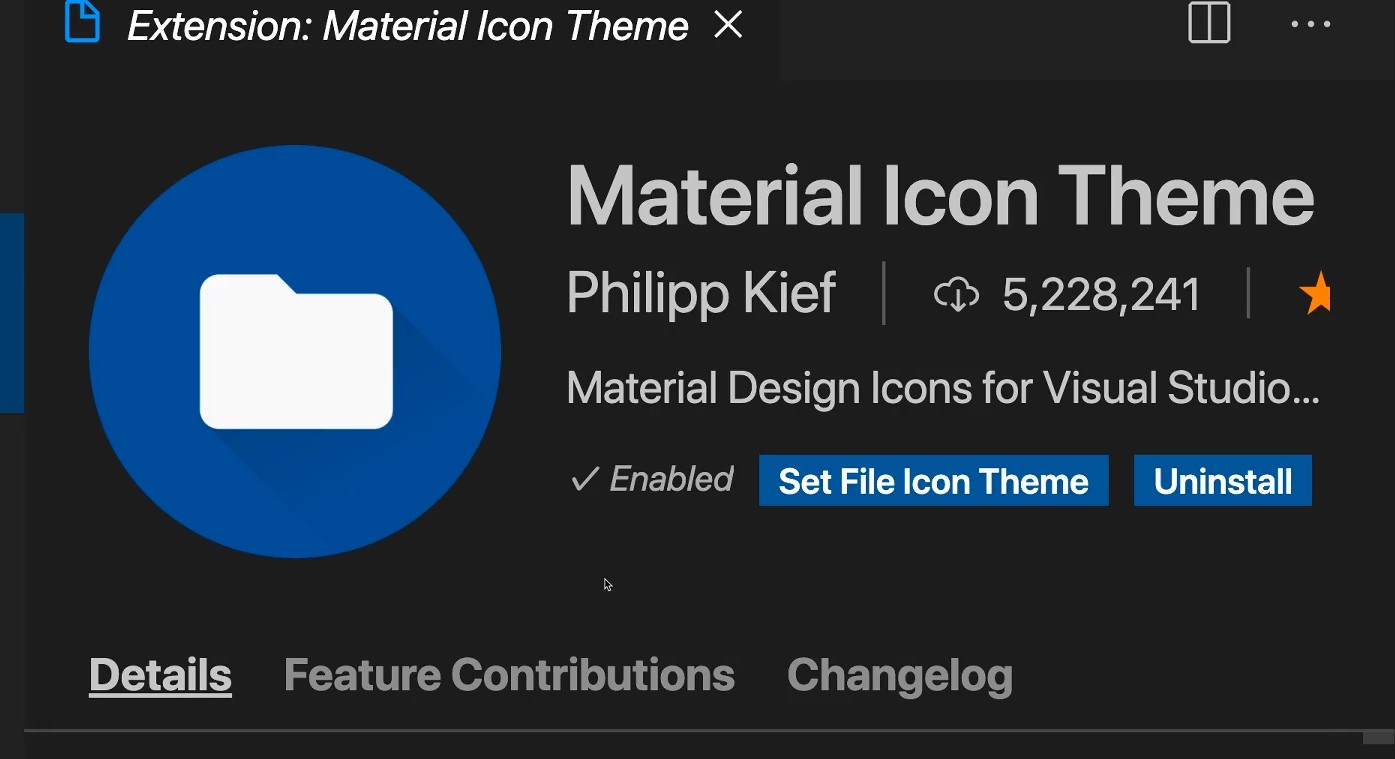 Extension: Material Icon Theme
Material Icon Theme
Philipp Kief 5,228,241
Material Design Icons for Visual Studio...
✓ Enabled Set File Icon Theme Uninstall
Details Feature Contributions Changelog